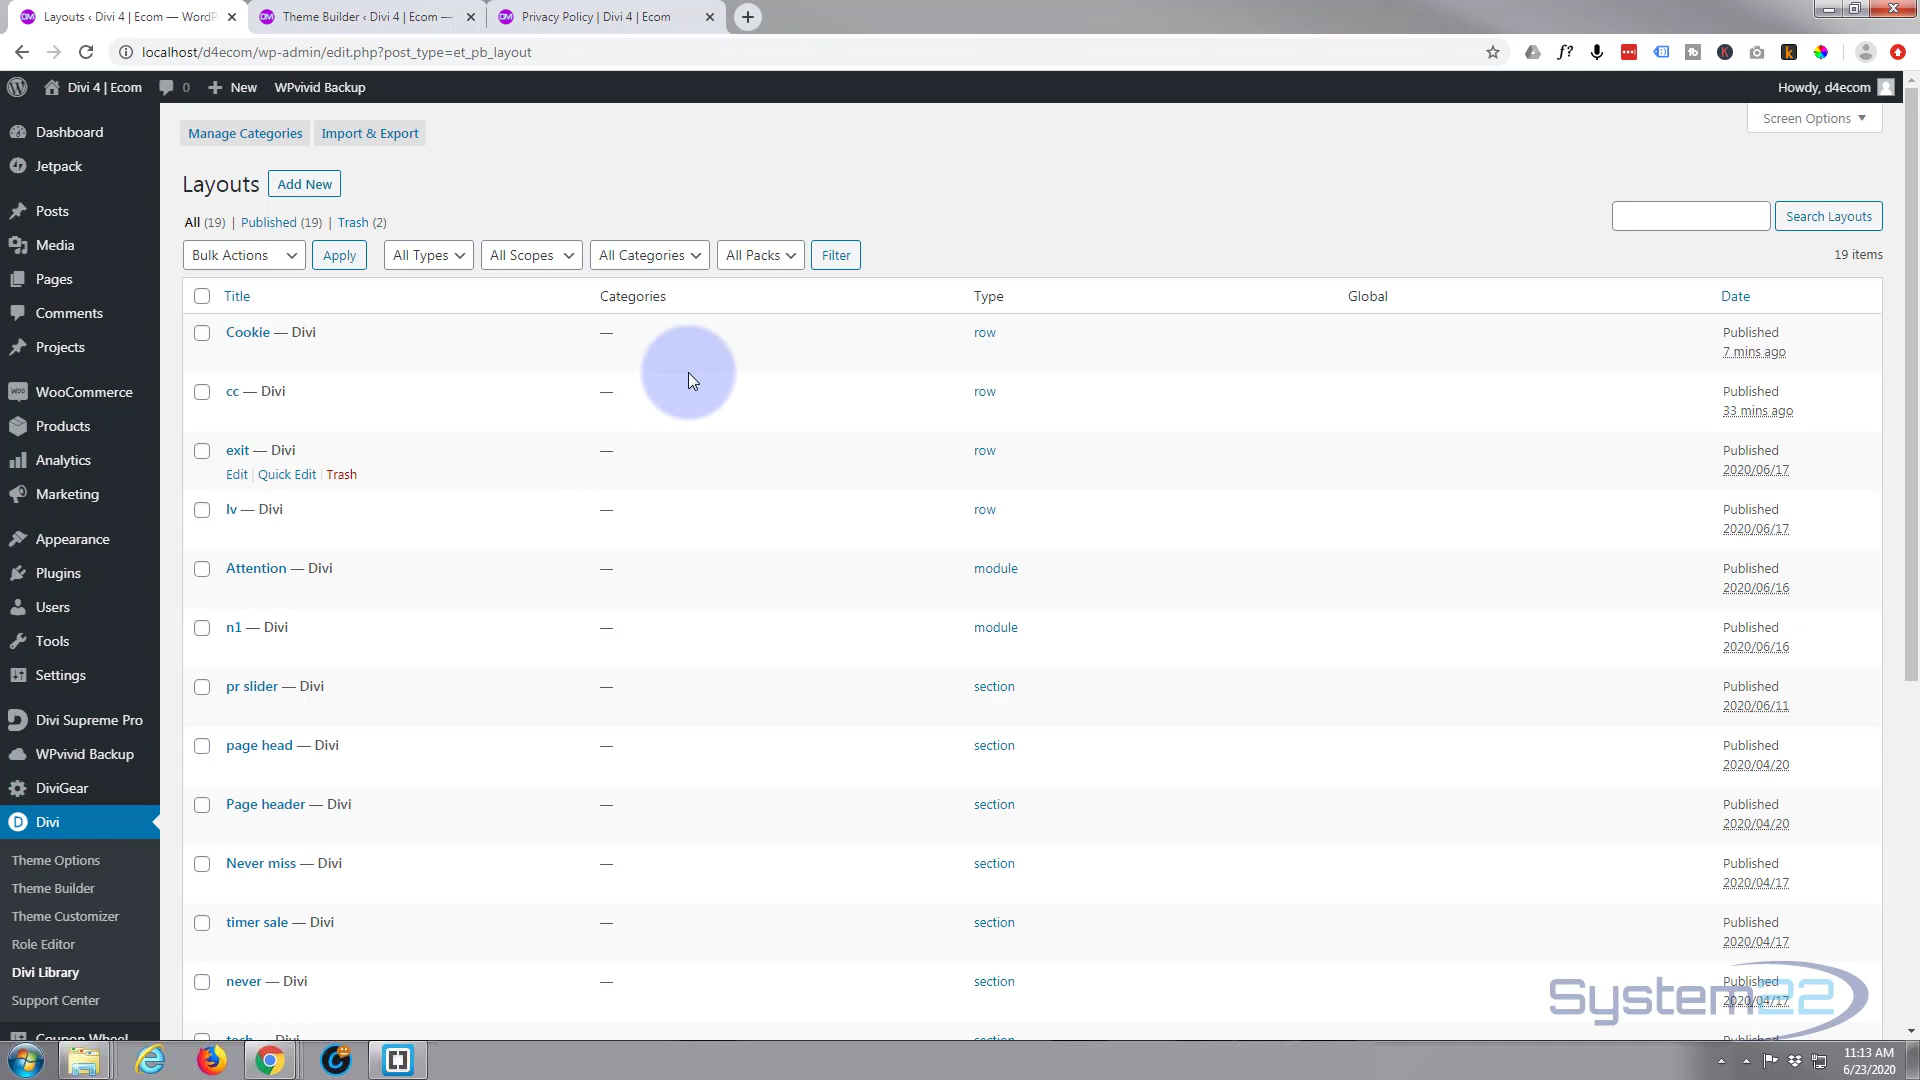 Layouts ‹ Divi 4 | Ecom — WordP
Theme Builder ‹ Divi 4 | Ecom —
Privacy Policy | Divi 4 | Ecom
localhost/d4ecom/wp-admin/edit.php?post_type=et_pb_layout
Divi 4 | Ecom
0
New
WPvivid Backup
Howdy, d4ecom
Dashboard
Jetpack
Posts
Media
Pages
Comments
Projects
WooCommerce
Products
Analytics
Marketing
Appearance
Plugins
Users
Tools
Settings
Divi Supreme Pro
WPvivid Backup
DiviGear
Divi
Theme Options
Theme Builder
Theme Customizer
Role Editor
Divi Library
Support Center
Coupon Wheel
Manage Categories
Import & Export
Screen Options
Layouts
Add New
All (19) | Published (19) | Trash (2)
Search Layouts
Bulk Actions
Apply
All Types
All Scopes
All Categories
All Packs
Filter
19 items
Title Categories Type Global Date
Cookie — Divi — row Published
7 mins ago
cc — Divi — row Published
33 mins ago
exit — Divi — row Published
Edit | Quick Edit | Trash 2020/06/17
lv — Divi — row Published
2020/06/17
Attention — Divi — module Published
2020/06/16
n1 — Divi — module Published
2020/06/16
pr slider — Divi — section Published
2020/06/11
page head — Divi — section Published
2020/04/20
Page header — Divi — section Published
2020/04/20
Never miss — Divi — section Published
2020/04/17
timer sale — Divi — section Published
2020/04/17
never — Divi — section Published
2020/04/17
System22
11:13 AM
6/23/2020